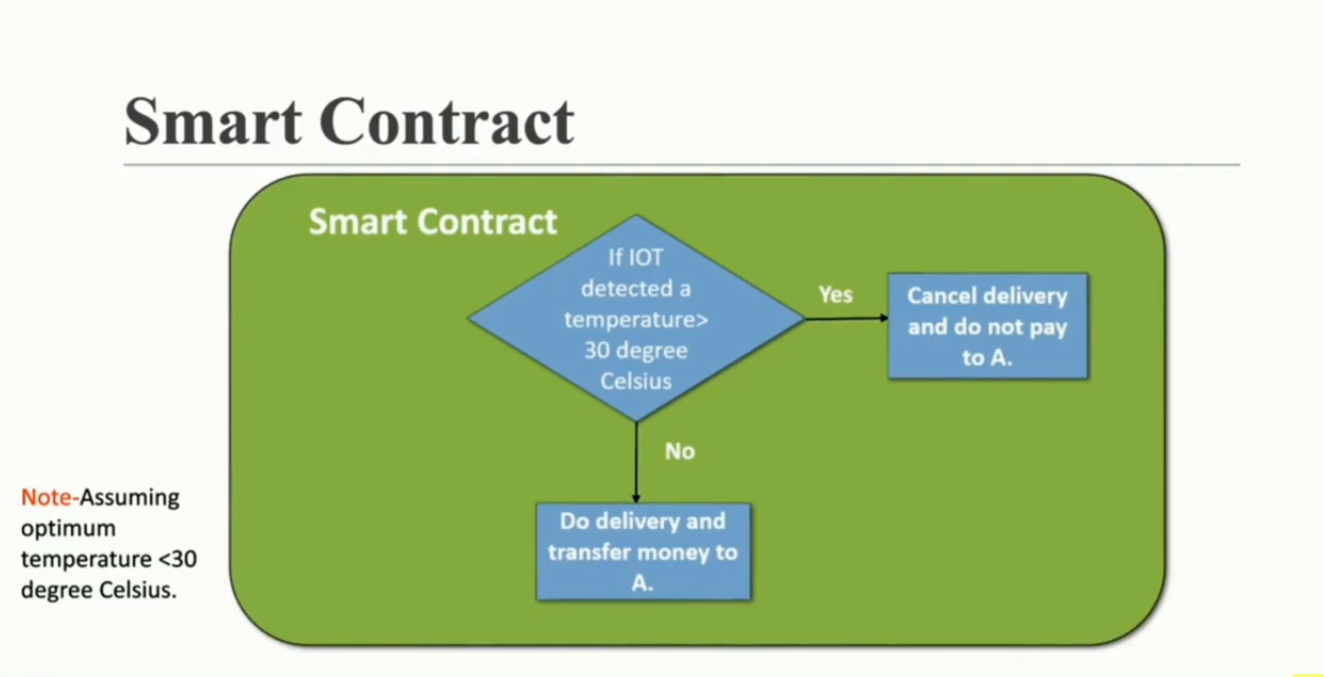 Smart Contract
Smart Contract
If IOT
detected a
temperature>
30 degree
Celsius
Yes
Cancel delivery
and do not pay
to A.
No
Do delivery and
transfer money to
A.
Note-Assuming
optimum
temperature <30
degree Celsius.